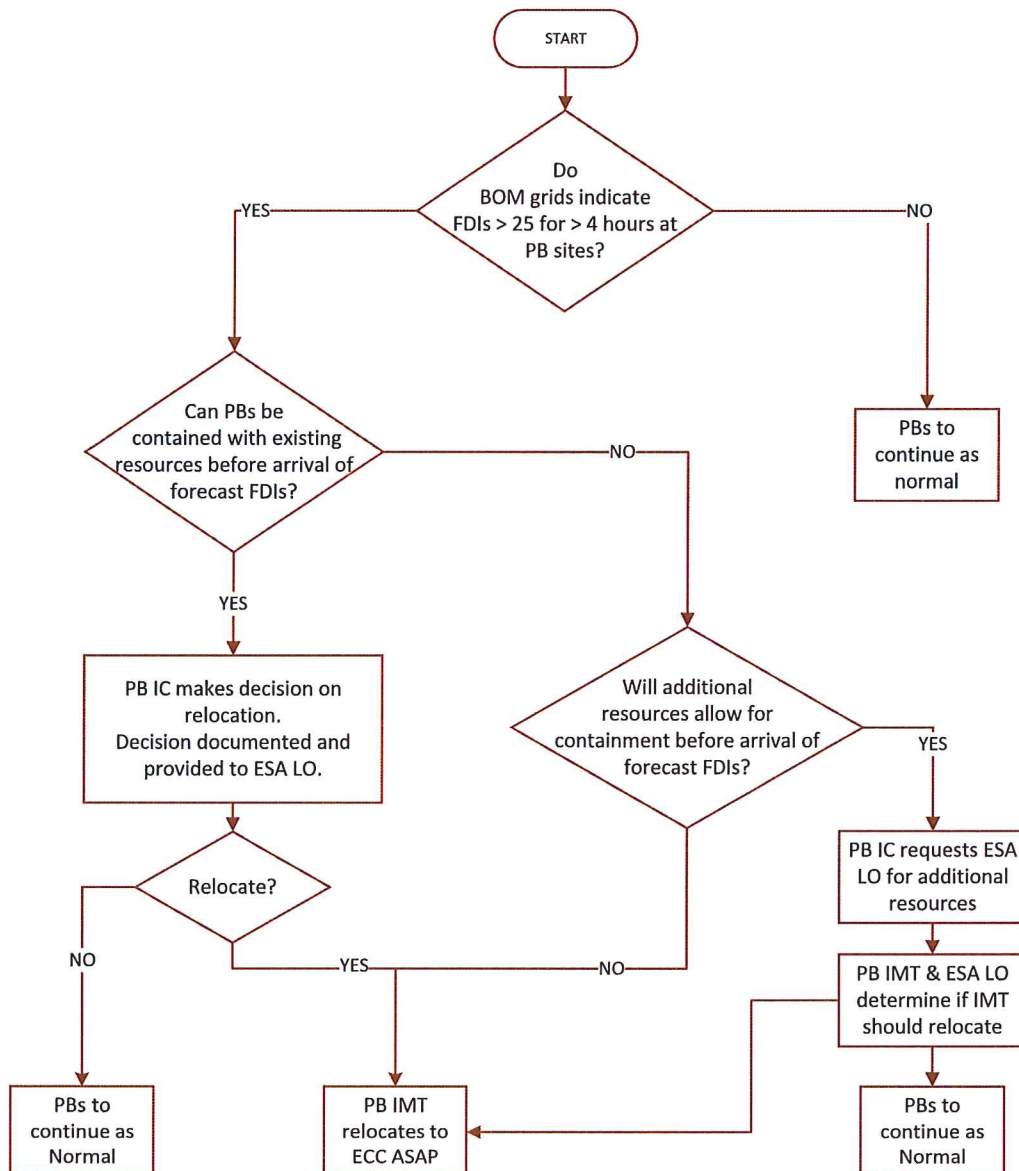 START
Do
BOM grids indicate
FDIs > 25 for > 4 hours at
PB sites?
YES
NO
Can PBs be
contained with existing
resources before arrival of
forecast FDIs?
NO
PBs to
continue as
normal
YES
PB IC makes decision on
relocation.
Decision documented and
provided to ESA LO.
Will additional
resources allow for
containment before arrival of
forecast FDIs?
YES
Relocate?
PB IC requests ESA
LO for additional
resources
NO
YES
NO
PB IMT & ESA LO
determine if IMT
should relocate
PBs to
continue as
Normal
PB IMT
relocates to
ECC ASAP
PBs to
continue as
Normal